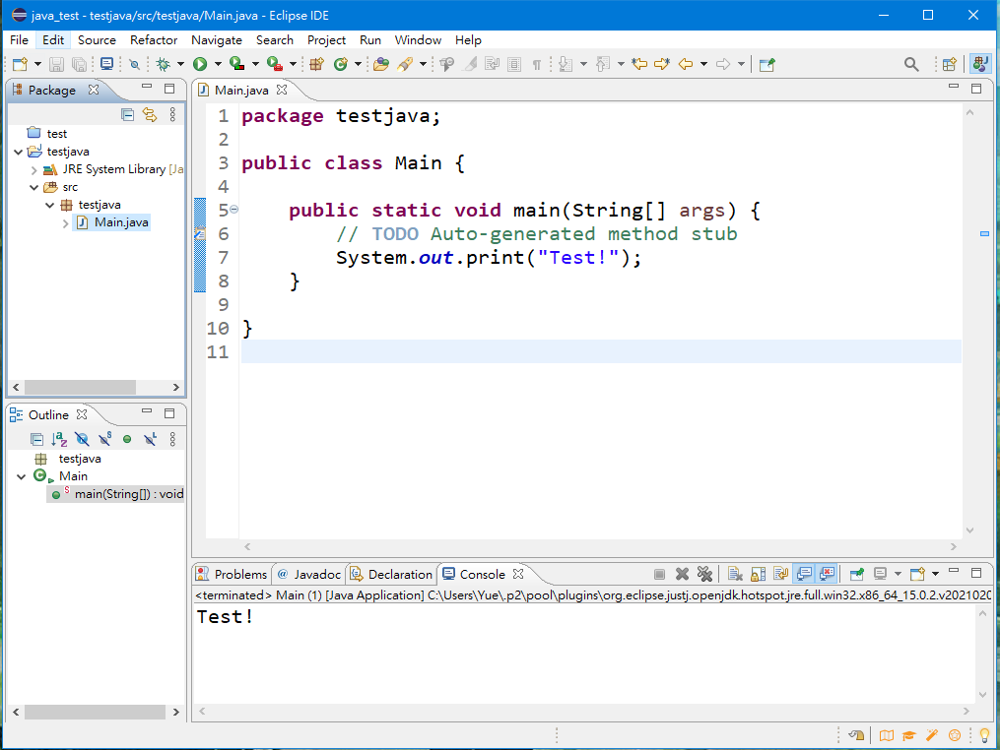 java_test - testjava/src/testjava/Main.java - Eclipse IDE
File Edit Source Refactor Navigate Search Project Run Window Help
Package
test
testjava
JRE System Library [Ja
src
testjava
Main.java
Main.java
1 package testjava;
2
3 public class Main {
4
5 public static void main(String[] args) {
6 // TODO Auto-generated method stub
7 System.out.print("Test!");
8 }
9
10 }
11
Outline
testjava
Main
main(String[]) : void
Problems @ Javadoc Declaration Console
<terminated> Main (1) [Java Application] C:\Users\Yue\.p2\pool\plugins\org.eclipse.justj.openjdk.hotspot.jre.full.win32.x86_64_15.0.2.v2021020
Test!